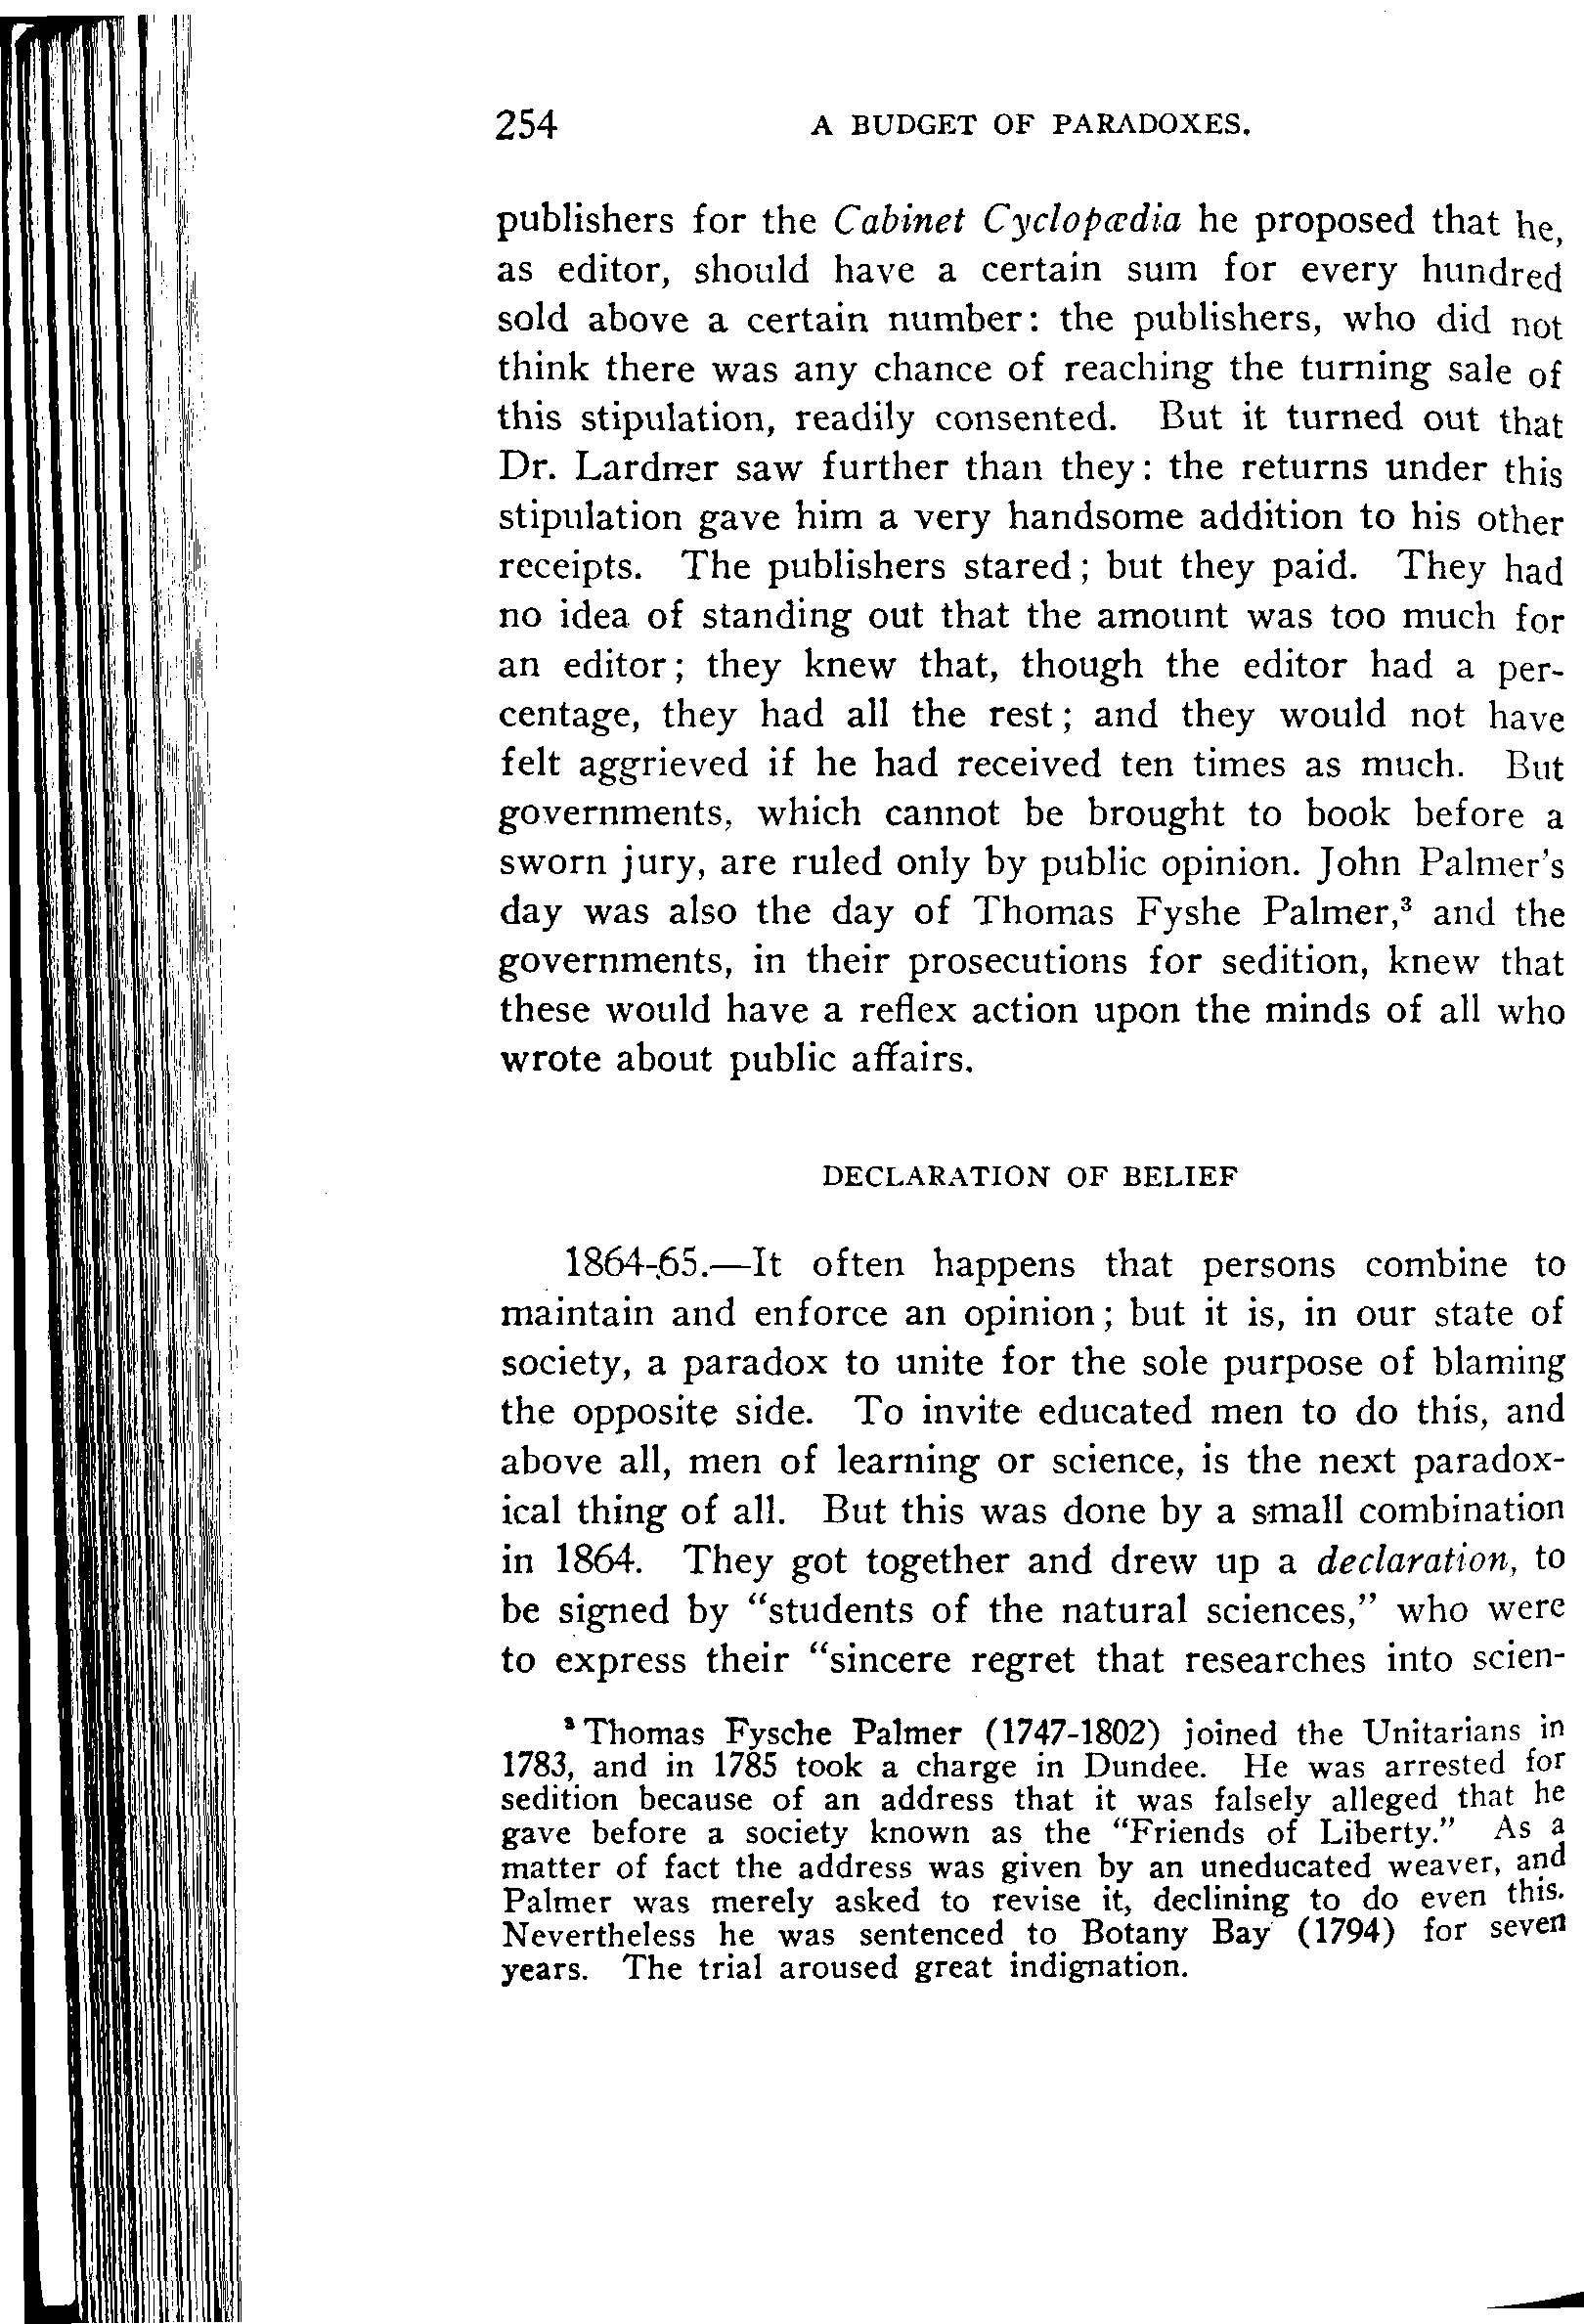 254 A BUDGET OF PARADOXES.
publishers for the Cabinet Cyclopædia he proposed that he,
as editor, should have a certain sum for every hundred
sold above a certain number: the publishers, who did not
think there was any chance of reaching the turning sale of
this stipulation, readily consented. But it turned out that
Dr. Lardner saw further than they: the returns under this
stipulation gave him a very handsome addition to his other
receipts. The publishers stared; but they paid. They had
no idea of standing out that the amount was too much for
an editor; they knew that, though the editor had a per-
centage, they had all the rest; and they would not have
felt aggrieved if he had received ten times as much. But
governments, which cannot be brought to book before a
sworn jury, are ruled only by public opinion. John Palmer's
day was also the day of Thomas Fyshe Palmer,³ and the
governments, in their prosecutions for sedition, knew that
these would have a reflex action upon the minds of all who
wrote about public affairs.
DECLARATION OF BELIEF
1864-65.—It often happens that persons combine to
maintain and enforce an opinion; but it is, in our state of
society, a paradox to unite for the sole purpose of blaming
the opposite side. To invite educated men to do this, and
above all, men of learning or science, is the next paradox-
ical thing of all. But this was done by a small combination
in 1864. They got together and drew up a declaration, to
be signed by "students of the natural sciences," who were
to express their "sincere regret that researches into scien-
³ Thomas Fysche Palmer (1747-1802) joined the Unitarians in
1783, and in 1785 took a charge in Dundee. He was arrested for
sedition because of an address that it was falsely alleged that he
gave before a society known as the "Friends of Liberty." As a
matter of fact the address was given by an uneducated weaver, and
Palmer was merely asked to revise it, declining to do even this.
Nevertheless he was sentenced to Botany Bay (1794) for seven
years. The trial aroused great indignation.